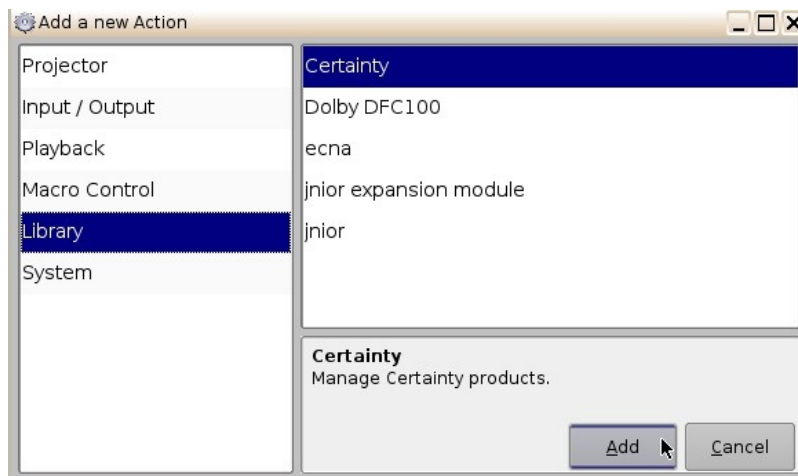 Add a new Action
Projector
Input / Output
Playback
Macro Control
Library
System
Certainty
Dolby DFC100
ecna
jnior expansion module
jnior
Certainty
Manage Certainty products.
Add
Cancel